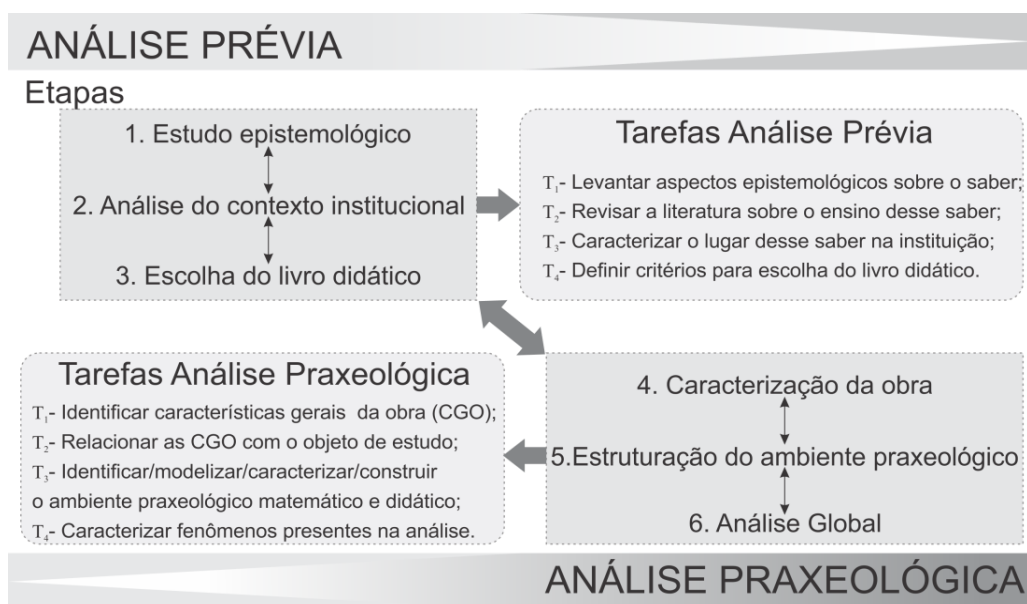 ANÁLISE PRÉVIA
Etapas
1. Estudo epistemológico
2. Análise do contexto institucional
3. Escolha do livro didático
Tarefas Análise Prévia
T₁- Levantar aspectos epistemológicos sobre o saber;
T₂- Revisar a literatura sobre o ensino desse saber;
T₃- Caracterizar o lugar desse saber na instituição;
T₄- Definir critérios para escolha do livro didático.
Tarefas Análise Praxeológica
T₁- Identificar características gerais da obra (CGO);
T₂- Relacionar as CGO com o objeto de estudo;
T₃- Identificar/modelizar/caracterizar/construir
o ambiente praxeológico matemático e didático;
T₄- Caracterizar fenômenos presentes na análise.
4. Caracterização da obra
5.Estruturação do ambiente praxeológico
6. Análise Global
ANÁLISE PRAXEOLÓGICA